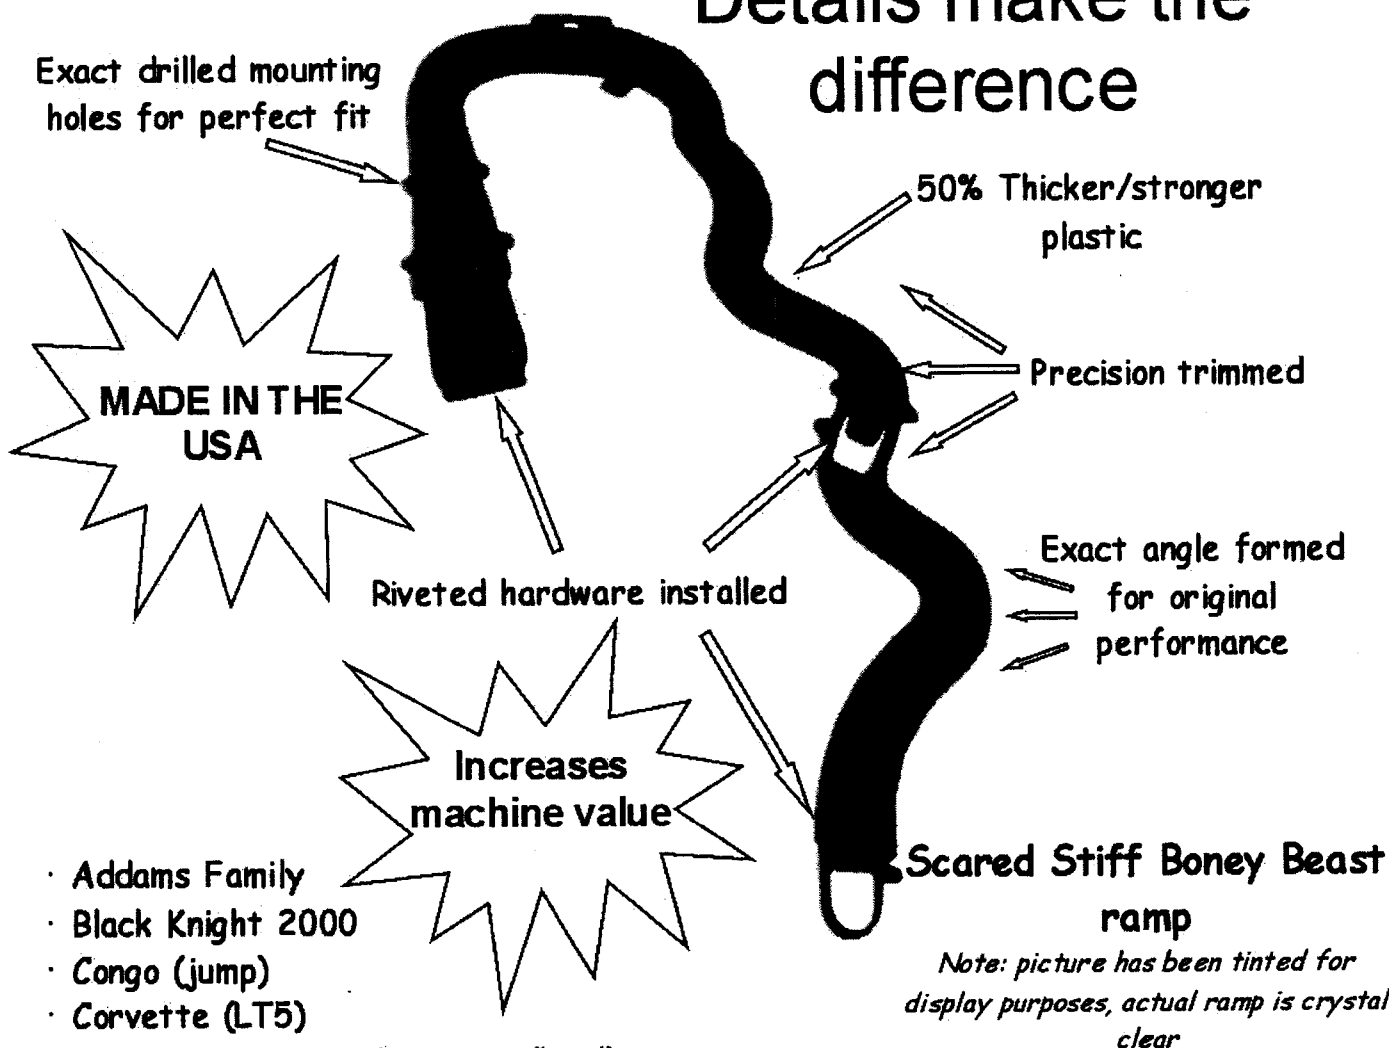 Details make the
difference
Exact drilled mounting
holes for perfect fit
50% Thicker/stronger
plastic
Precision trimmed
MADE IN THE
USA
Riveted hardware installed
Exact angle formed
for original
performance
Increases
machine value
· Addams Family
· Black Knight 2000
· Congo (jump)
· Corvette (LT5)
Scared Stiff Boney Beast
ramp
Note: picture has been tinted for
display purposes, actual ramp is crystal
clear